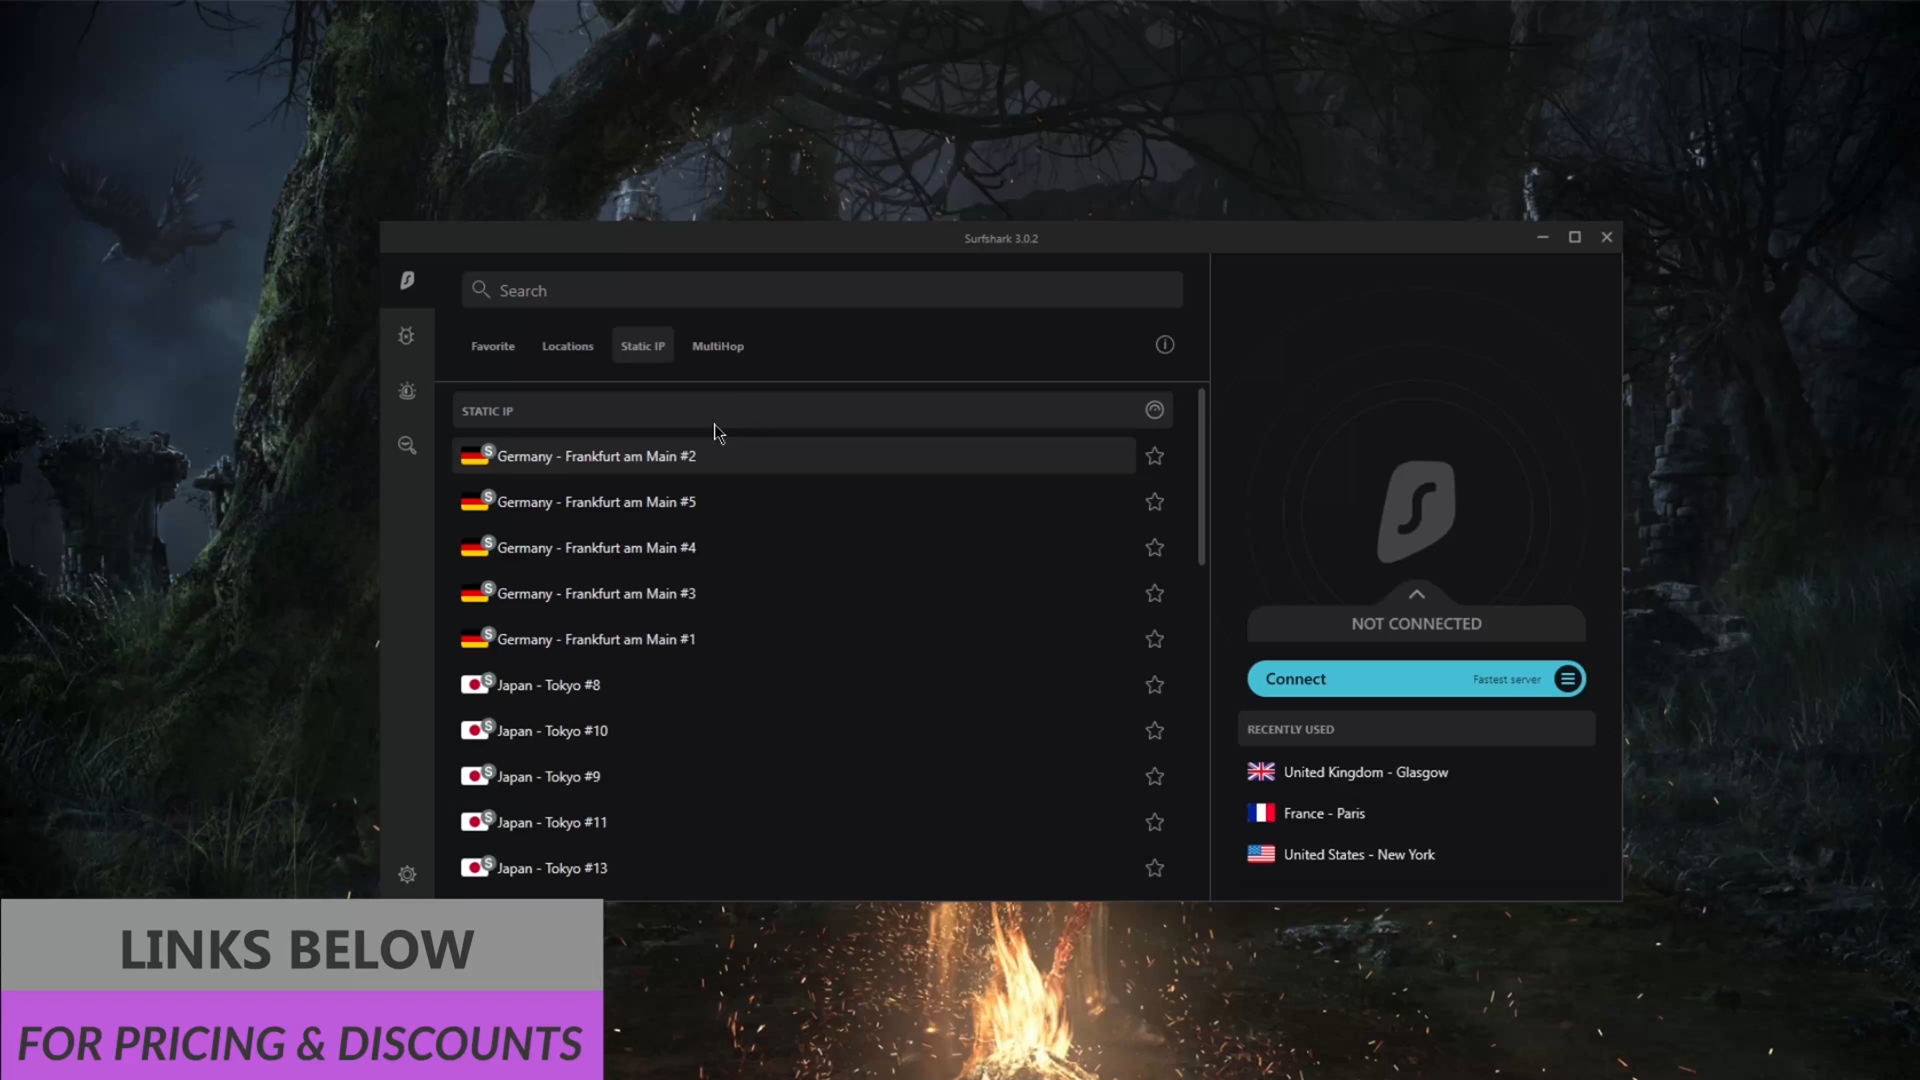 Surfshark 3.0.2
Search
Favorite Locations Static IP MultiHop
STATIC IP
S Germany - Frankfurt am Main #2
S Germany - Frankfurt am Main #5
S Germany - Frankfurt am Main #4
S Germany - Frankfurt am Main #3
S Germany - Frankfurt am Main #1
S Japan - Tokyo #8
S Japan - Tokyo #10
S Japan - Tokyo #9
S Japan - Tokyo #11
S Japan - Tokyo #13
NOT CONNECTED
Connect Fastest server
RECENTLY USED
United Kingdom - Glasgow
France - Paris
United States - New York
LINKS BELOW
FOR PRICING & DISCOUNTS